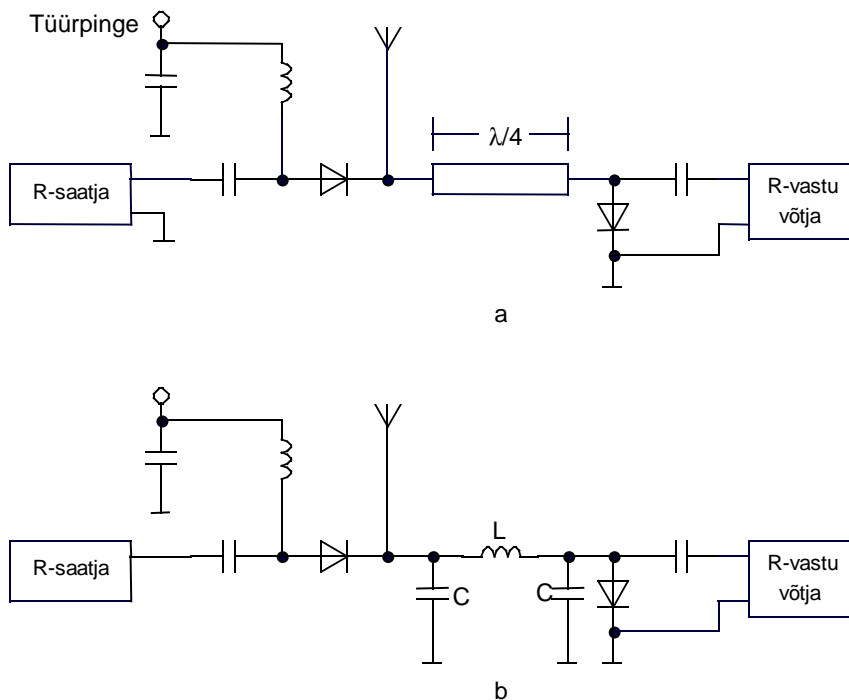 Tüürpinge
λ/4
R-saatja
R-vastu
võtja
a
L
R-saatja
C
C
R-vastu
võtja
b